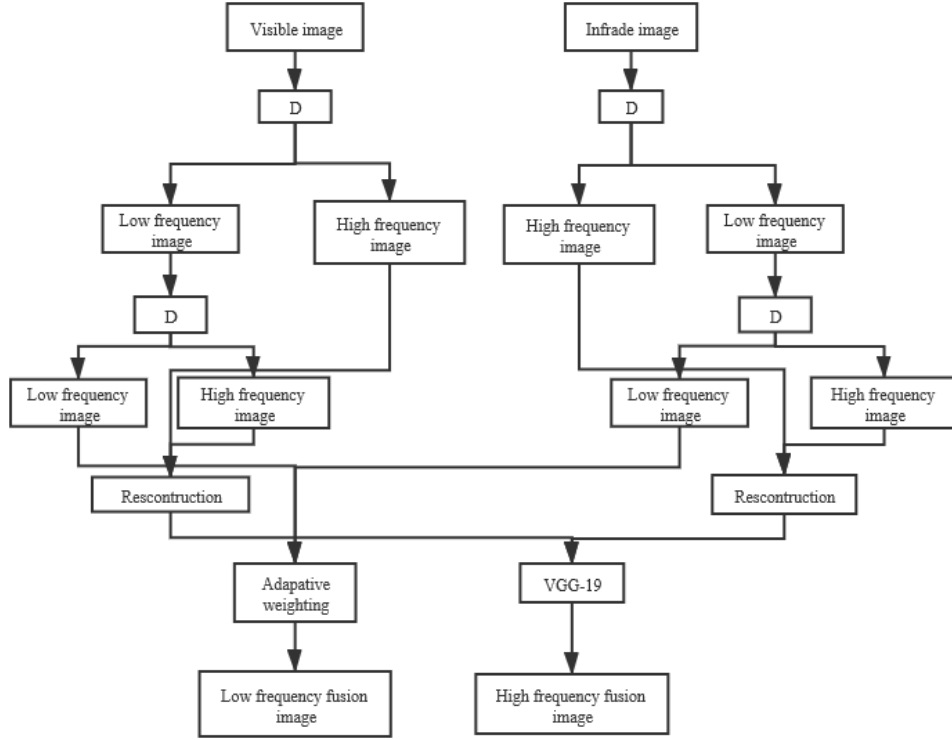 Visible image
Infrade image
D
D
Low frequency
image
High frequency
image
High frequency
image
Low frequency
image
D
D
Low frequency
image
High frequency
image
Low frequency
image
High frequency
image
Rescontruction
Rescontruction
Adapative
weighting
VGG-19
Low frequency fusion
image
High frequency fusion
image